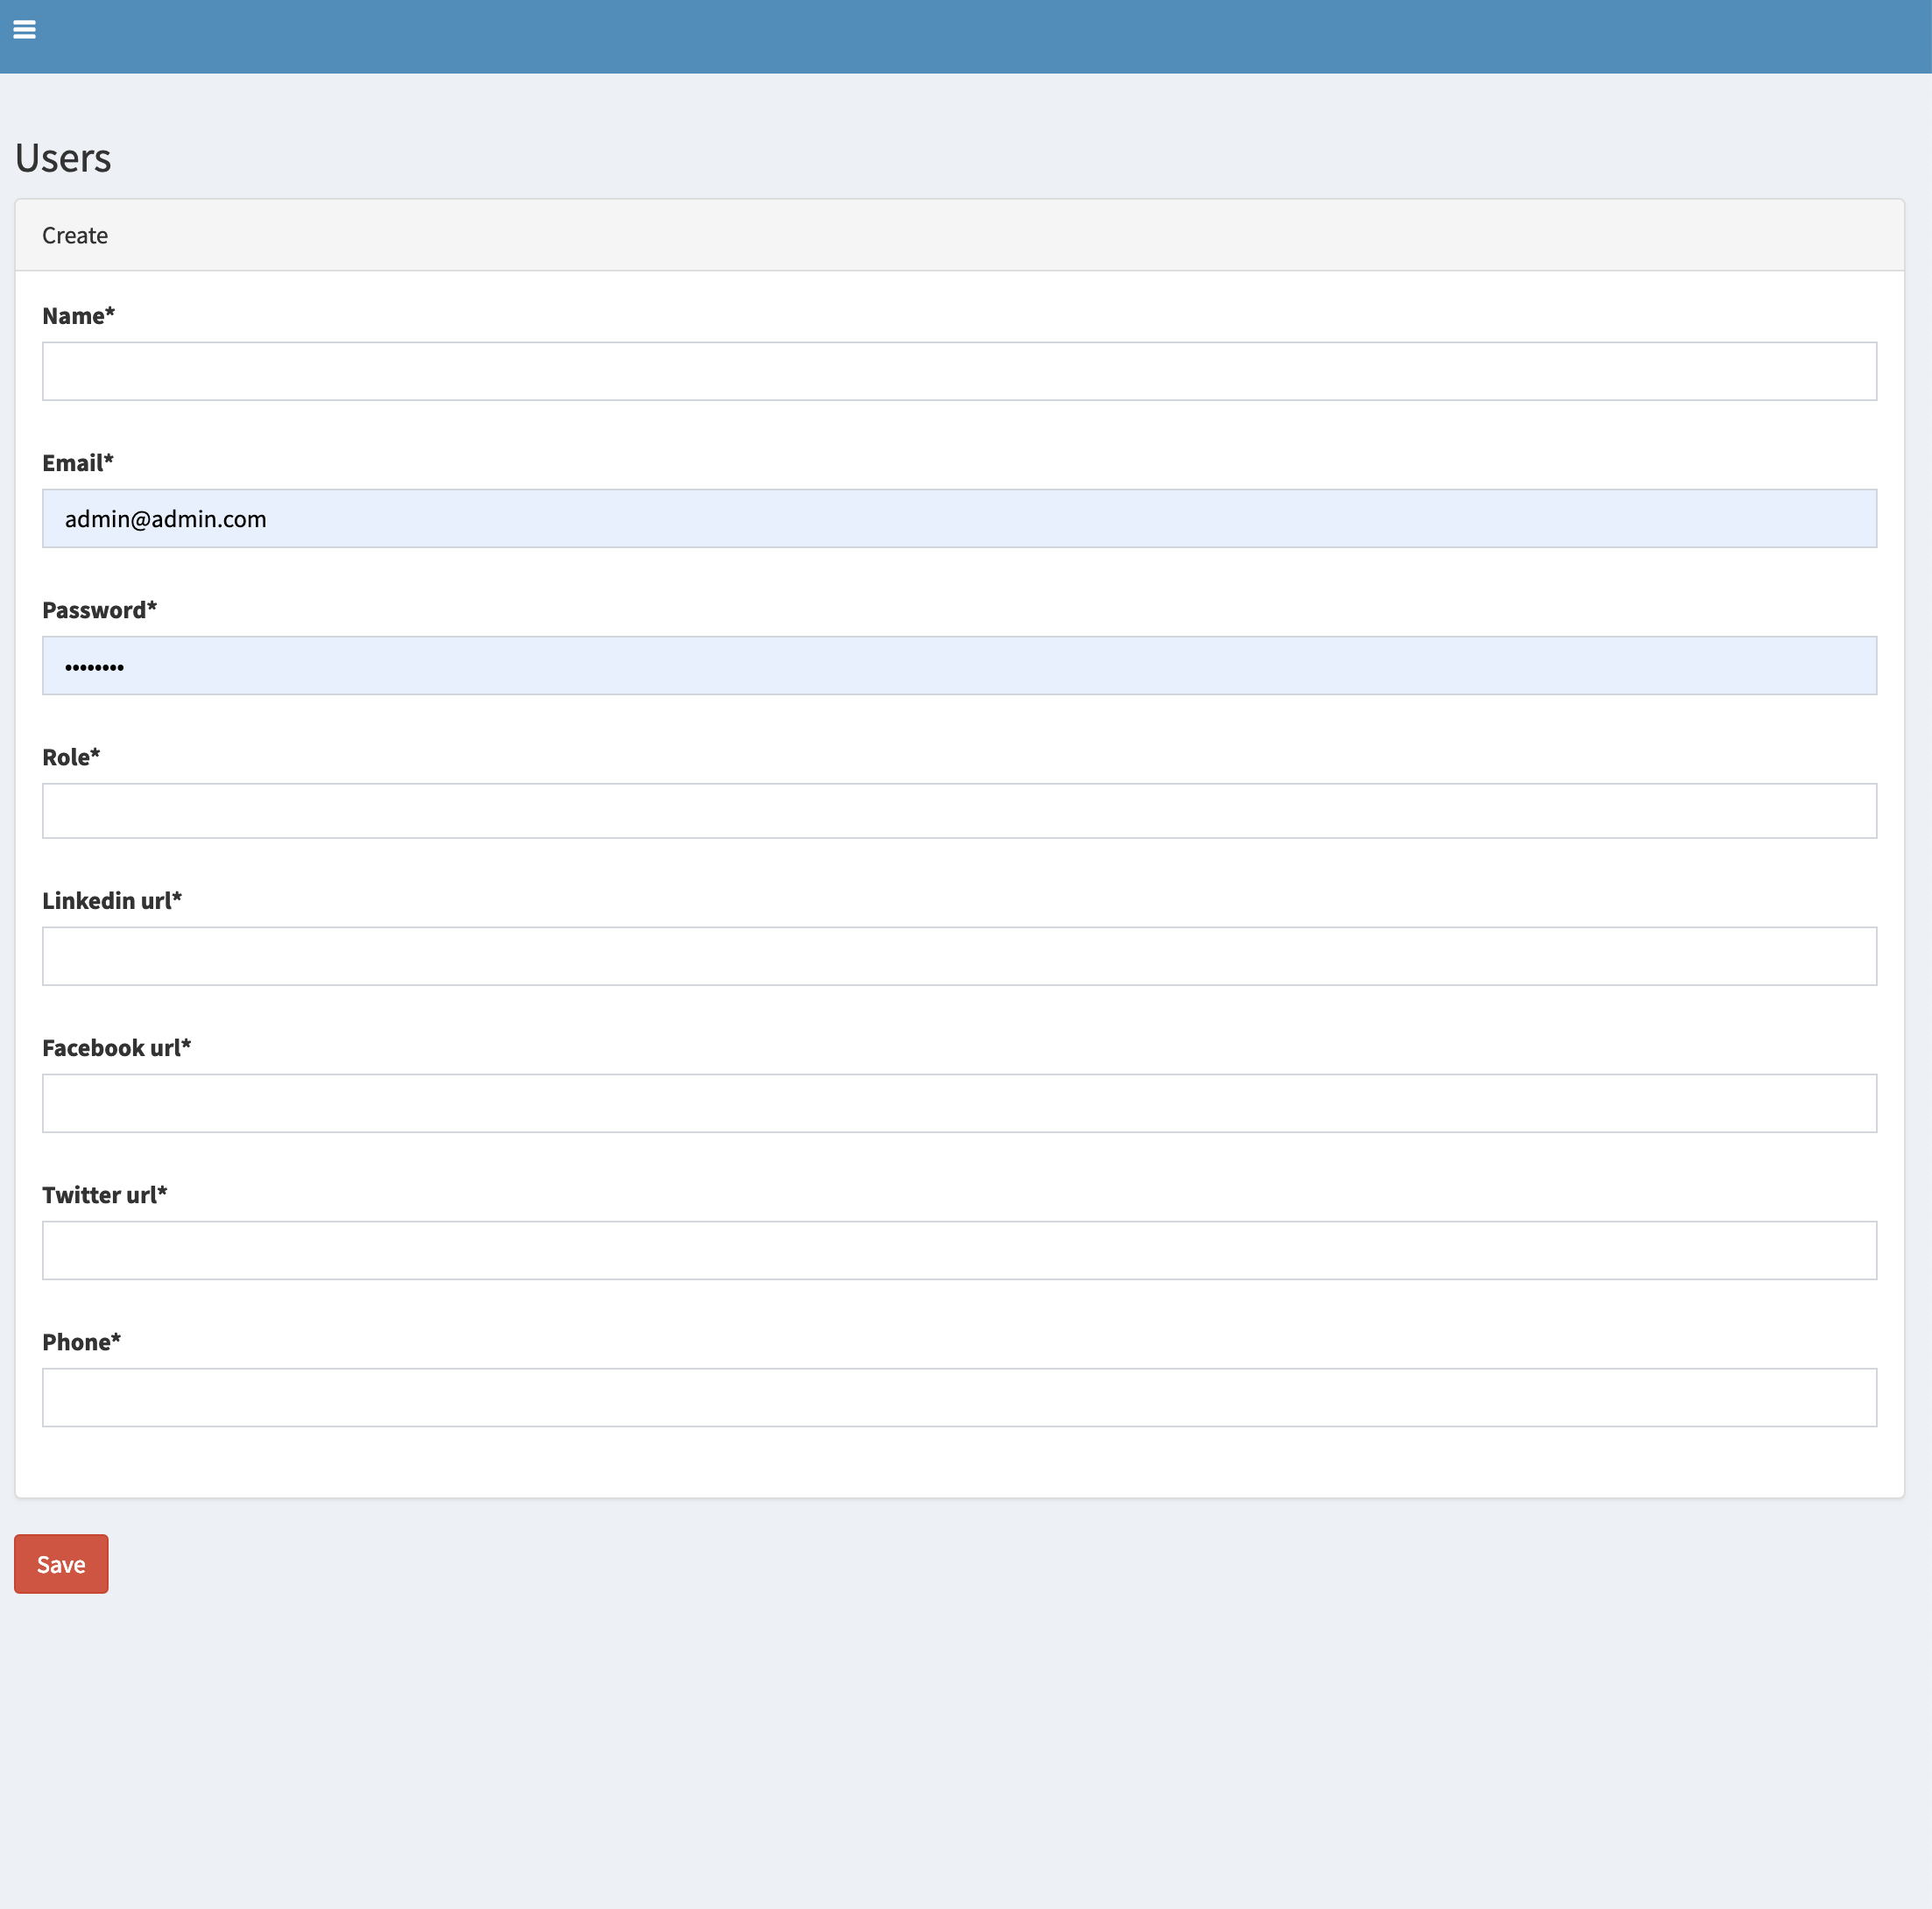 Users
Create
Name*
Email*
admin@admin.com
Password*
••••••••
Role*
Linkedin url*
Facebook url*
Twitter url*
Phone*
Save